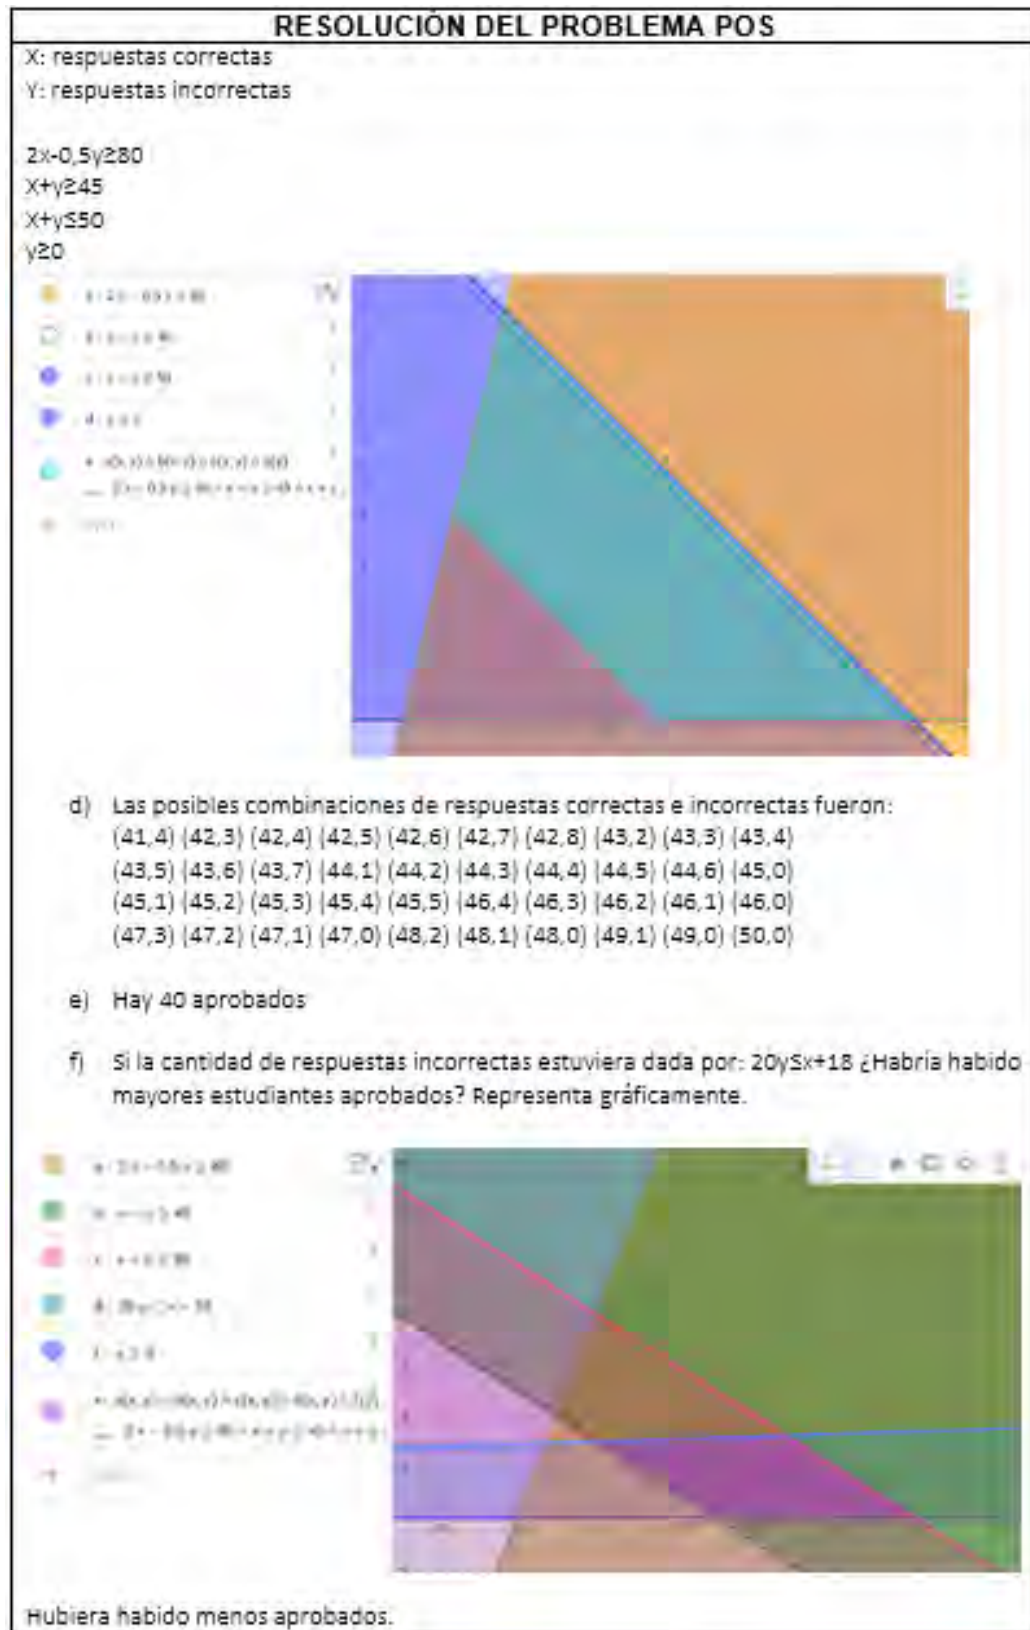 RESOLUCIÓN DEL PROBLEMA POS
X: respuestas correctas
Y: respuestas incorrectas
2x-0,5y≥80
X+y≥45
X+y≤50
y≥0
d) Las posibles combinaciones de respuestas correctas e incorrectas fueron:
(41,4) (42,3) (42,4) (42,5) (42,6) (42,7) (42,8) (43,2) (43,3) (43,4)
(43,5) (43,6) (43,7) (44,1) (44,2) (44,3) (44,4) (44,5) (44,6) (45,0)
(45,1) (45,2) (45,3) (45,4) (45,5) (46,4) (46,3) (46,2) (46,1) (46,0)
(47,3) (47,2) (47,1) (47,0) (48,2) (48,1) (48,0) (49,1) (49,0) (50,0)
e) Hay 40 aprobados
f) Si la cantidad de respuestas incorrectas estuviera dada por: 20y≤x+18 ¿Habría habido
mayores estudiantes aprobados? Representa gráficamente.
Hubiera habido menos aprobados.